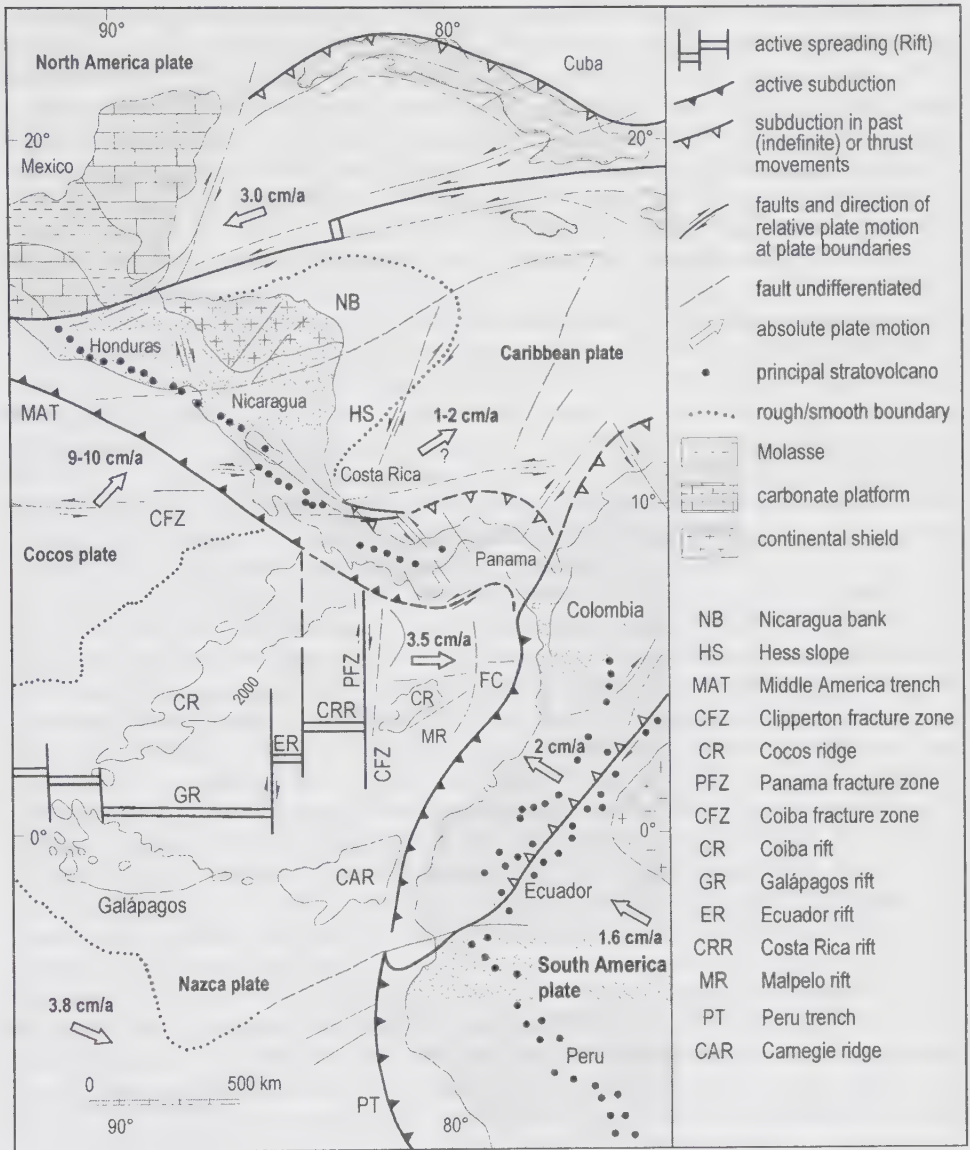 90°
80°
North America plate
Cuba
20°
20°
Mexico
3.0 cm/a
NB
Honduras
Caribbean plate
MAT
Nicaragua
HS
1-2 cm/a
?
9-10 cm/a
Costa Rica
10°
CFZ
Cocos plate
Panama
Colombia
3.5 cm/a
PFZ
FC
CR
2000
CR
CRR
MR
ER
CFZ
2 cm/a
GR
0°
0°
CAR
Ecuador
Galápagos
1.6 cm/a
South America
plate
Nazca plate
3.8 cm/a
Peru
0 500 km
PT
90°
80°
active spreading (Rift)
active subduction
subduction in past
(indefinite) or thrust
movements
faults and direction of
relative plate motion
at plate boundaries
fault undifferentiated
absolute plate motion
principal stratovolcano
rough/smooth boundary
Molasse
carbonate platform
continental shield
NB Nicaragua bank
HS Hess slope
MAT Middle America trench
CFZ Clipperton fracture zone
CR Cocos ridge
PFZ Panama fracture zone
CFZ Coiba fracture zone
CR Coiba rift
GR Galápagos rift
ER Ecuador rift
CRR Costa Rica rift
MR Malpelo rift
PT Peru trench
CAR Carnegie ridge